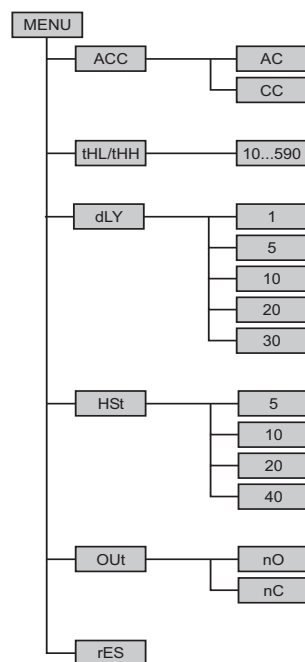 MENU
ACC
AC
CC
tHL/tHH
10...590
dLY
1
5
10
20
30
HSt
5
10
20
40
OUt
nO
nC
rES